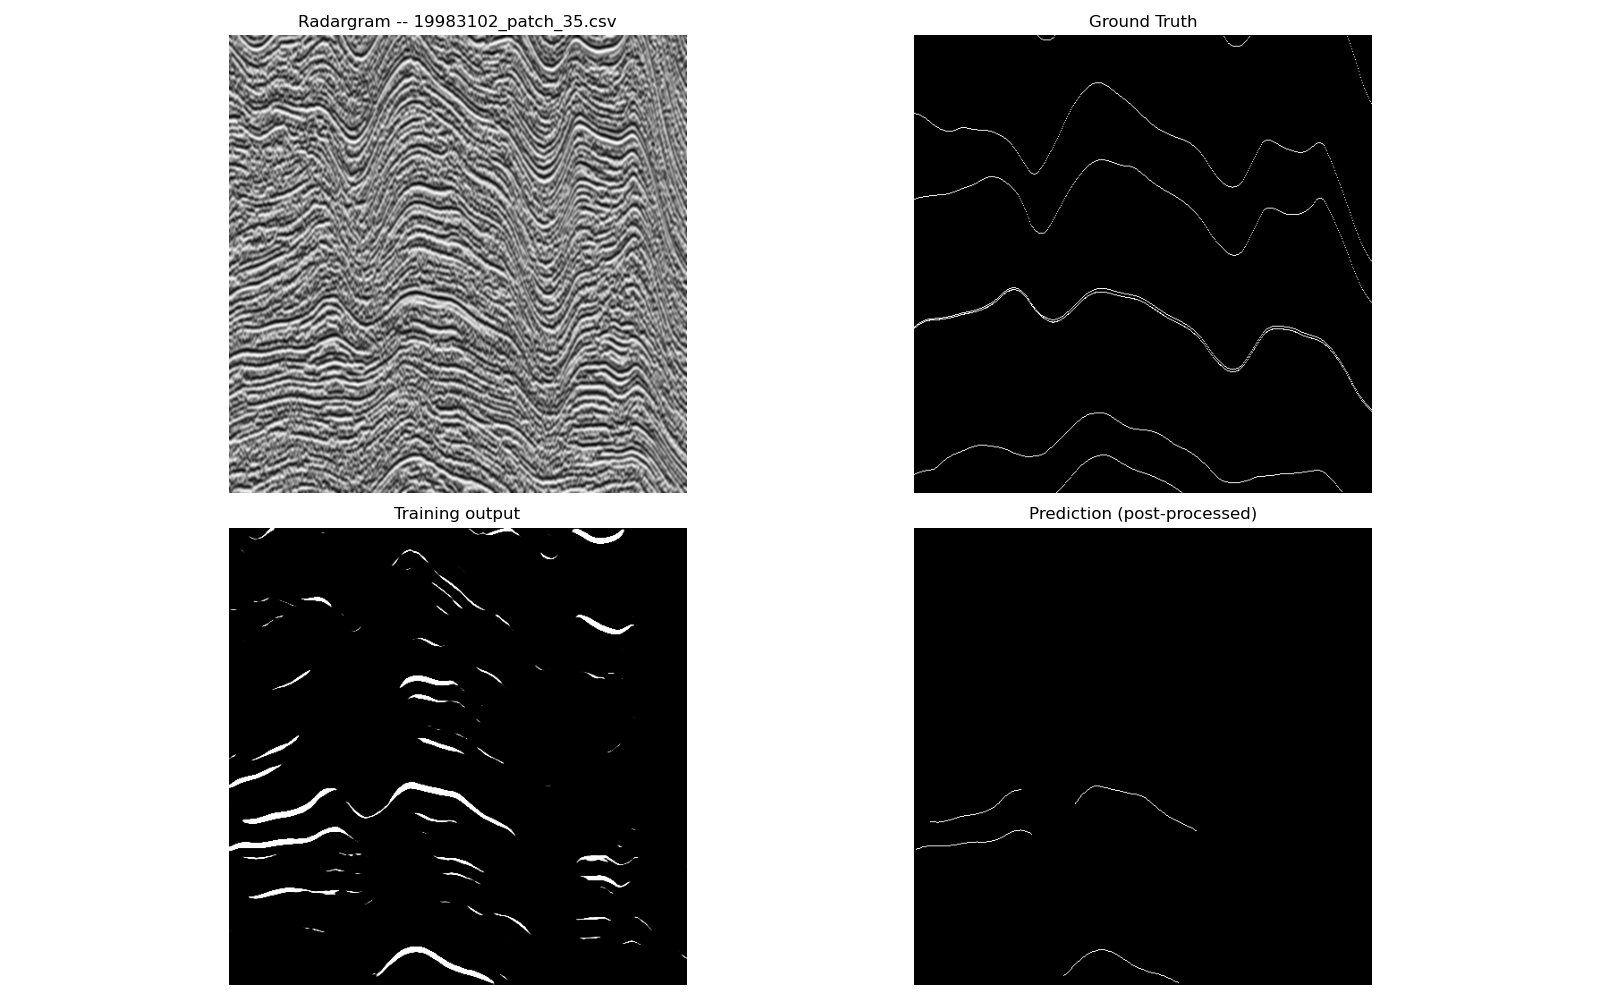 Radargram -- 19983102_patch_35.csv
Ground Truth
Training output
Prediction (post-processed)